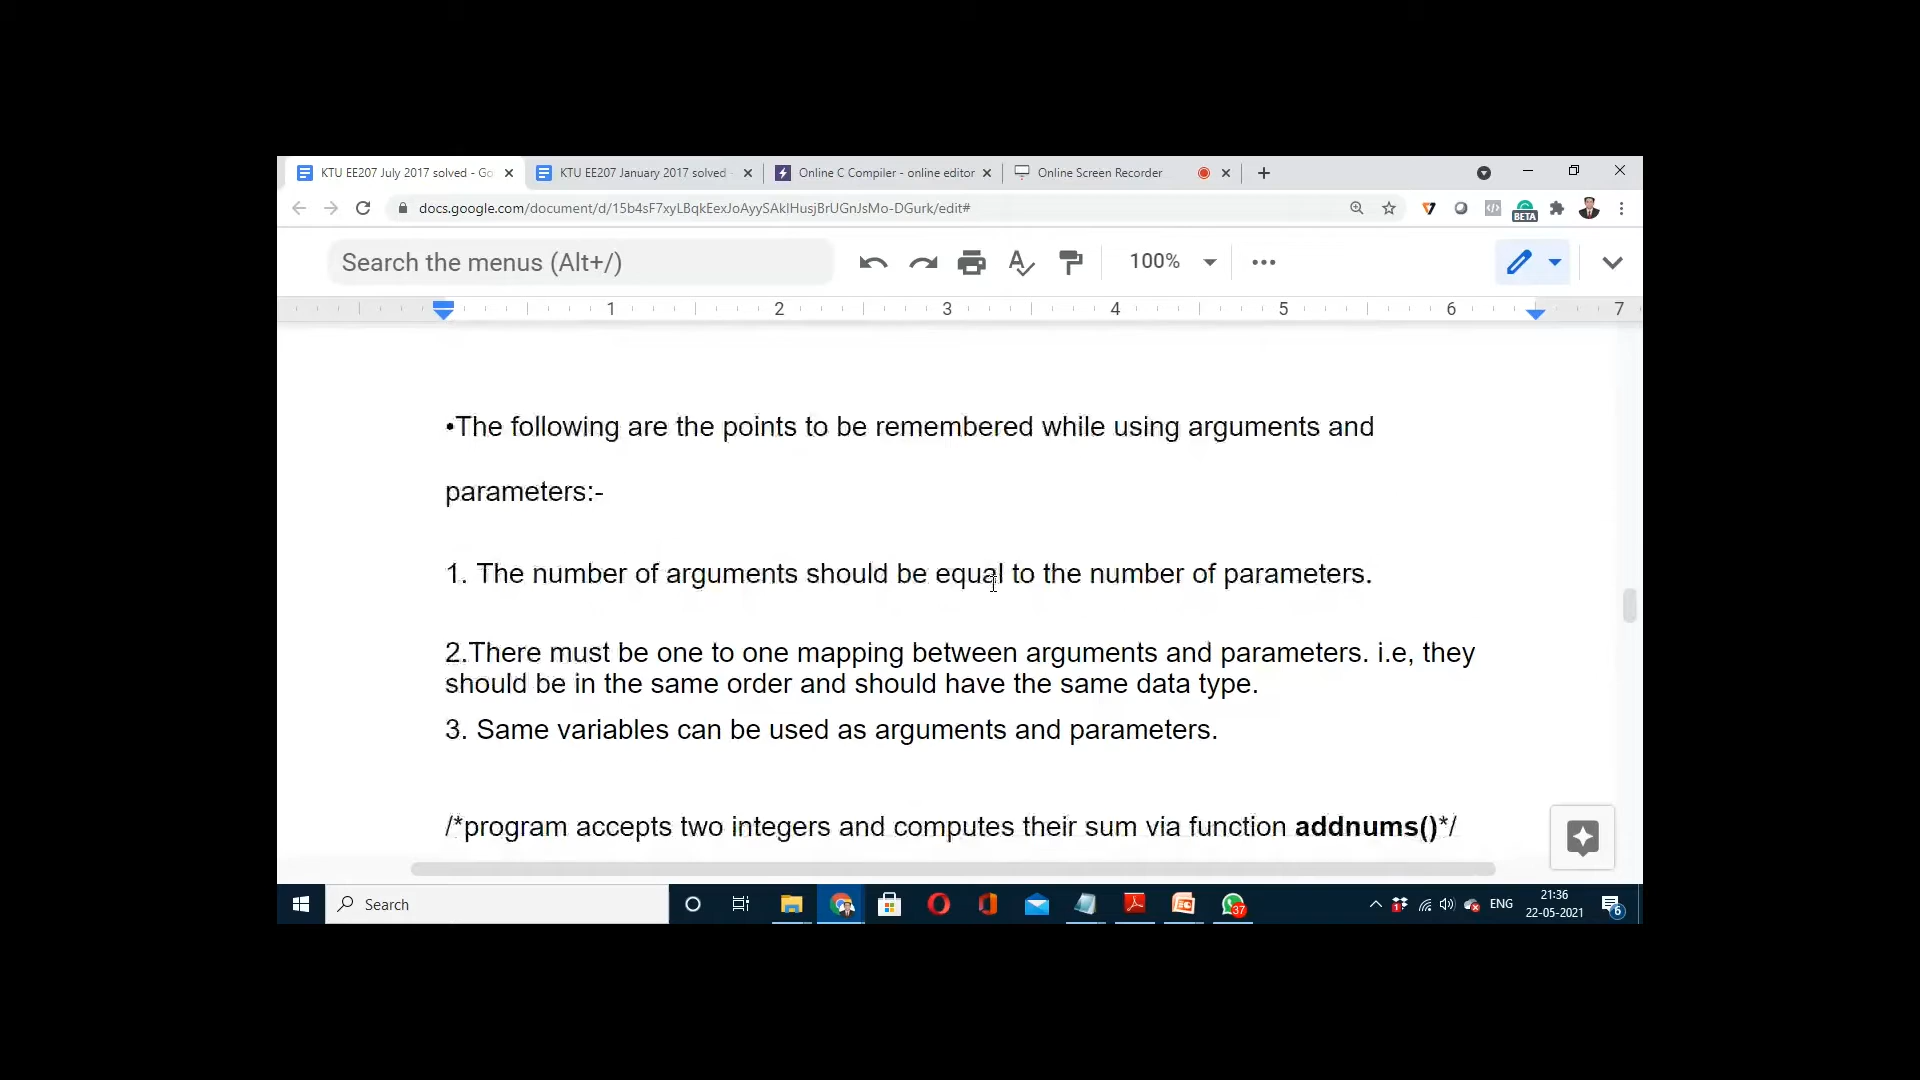 KTU EE207 July 2017 solved - Go
KTU EE207 January 2017 solved -
Online C Compiler - online editor
Online Screen Recorder
docs.google.com/document/d/15b4sF7xyLBqkEexJoAyySAkIHusjBrUGnJsMo-DGurk/edit#
BETA
Search the menus (Alt+/)
100%
1 2 3 4 5 6 7
•The following are the points to be remembered while using arguments and
parameters:-
1. The number of arguments should be equal to the number of parameters.
2.There must be one to one mapping between arguments and parameters. i.e, they
should be in the same order and should have the same data type.
3. Same variables can be used as arguments and parameters.
/*program accepts two integers and computes their sum via function addnums()*/
Search
37
ENG
21:36
22-05-2021
6